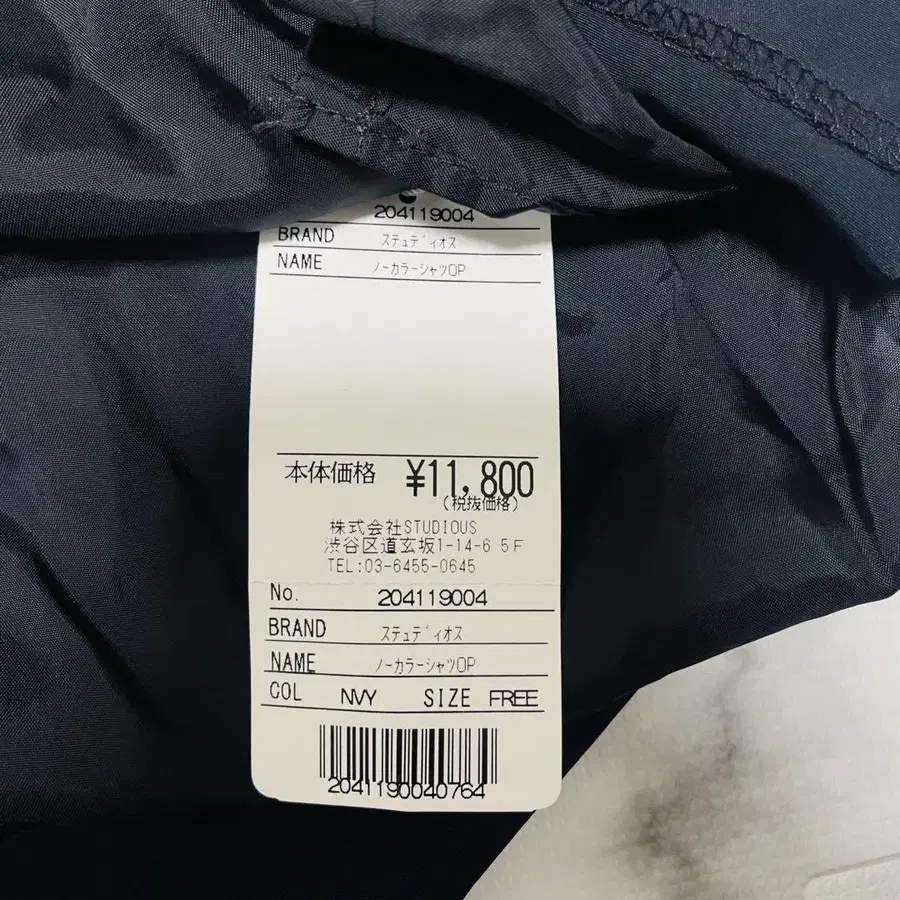 204119004
BRAND ステュディオス
NAME ノーカラーシャツOP
本体価格 ¥11,800
(税抜価格)
株式会社STUDIOUS
渋谷区道玄坂1-14-6 5F
TEL:03-6455-0645
No. 204119004
BRAND ステュディオス
NAME ノーカラーシャツOP
COL NVY SIZE FREE
2041190040764